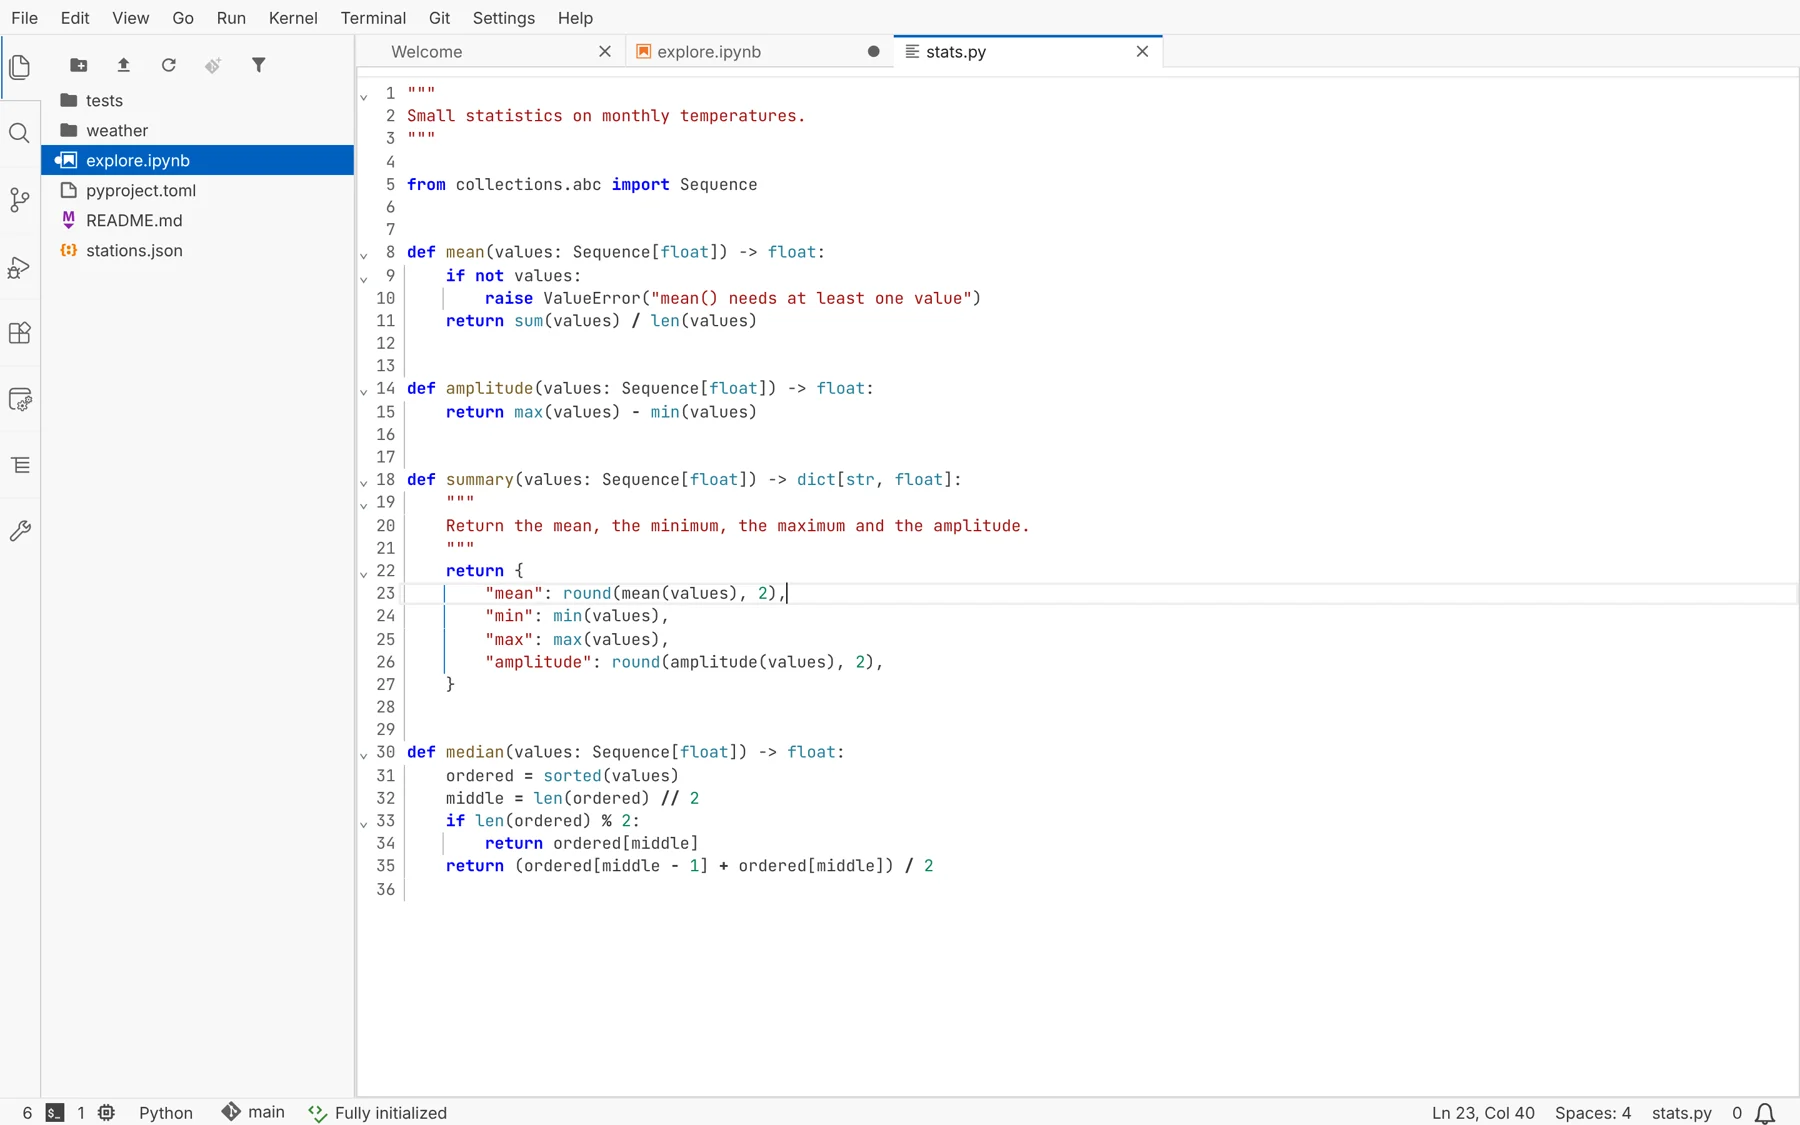 File Edit View Go Run Kernel Terminal Git Settings Help
Welcome explore.ipynb stats.py
tests
weather
explore.ipynb
pyproject.toml
README.md
stations.json
1 """
2 Small statistics on monthly temperatures.
3 """
4
5 from collections.abc import Sequence
6
7
8 def mean(values: Sequence[float]) -> float:
9     if not values:
10         raise ValueError("mean() needs at least one value")
11     return sum(values) / len(values)
12
13
14 def amplitude(values: Sequence[float]) -> float:
15     return max(values) - min(values)
16
17
18 def summary(values: Sequence[float]) -> dict[str, float]:
19     """
20     Return the mean, the minimum, the maximum and the amplitude.
21     """
22     return {
23         "mean": round(mean(values), 2),
24         "min": min(values),
25         "max": max(values),
26         "amplitude": round(amplitude(values), 2),
27     }
28
29
30 def median(values: Sequence[float]) -> float:
31     ordered = sorted(values)
32     middle = len(ordered) // 2
33     if len(ordered) % 2:
34         return ordered[middle]
35     return (ordered[middle - 1] + ordered[middle]) / 2
36
6 1 Python main Fully initialized Ln 23, Col 40 Spaces: 4 stats.py 0